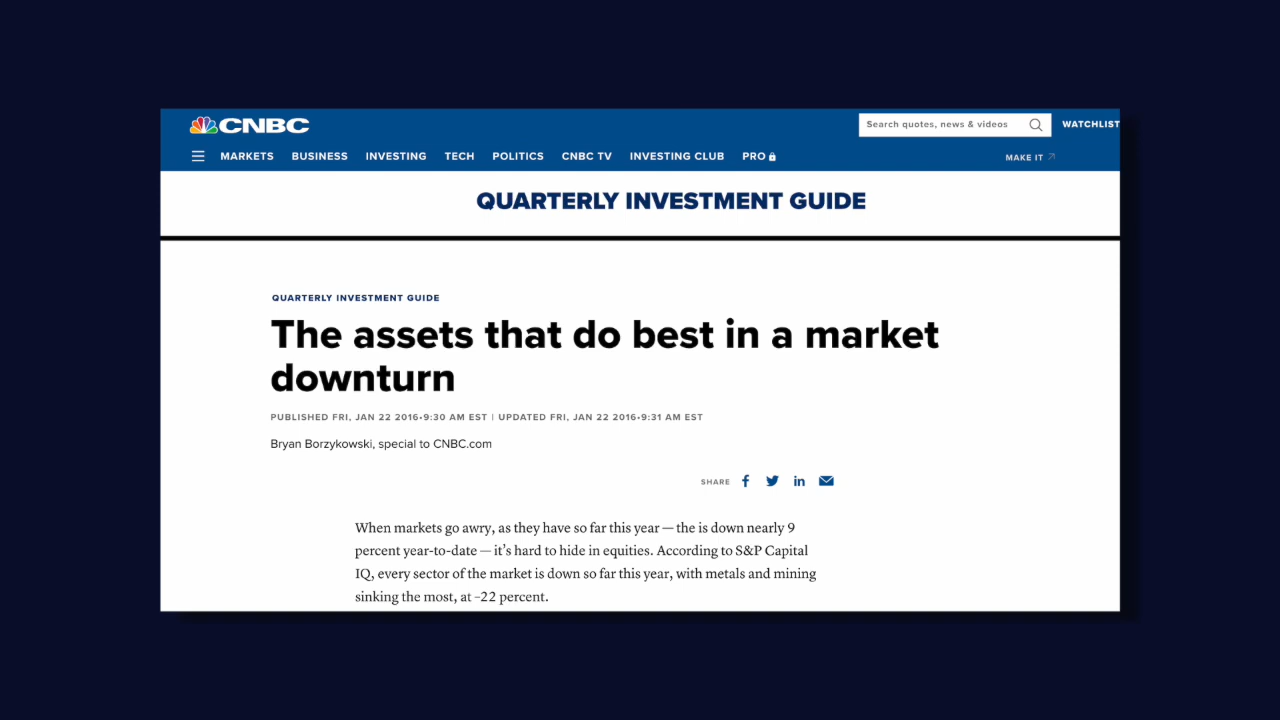 CNBC
Search quotes, news & videos
WATCHLIST
MARKETS BUSINESS INVESTING TECH POLITICS CNBC TV INVESTING CLUB PRO
MAKE IT
QUARTERLY INVESTMENT GUIDE
QUARTERLY INVESTMENT GUIDE
The assets that do best in a market
downturn
PUBLISHED FRI, JAN 22 2016•9:30 AM EST | UPDATED FRI, JAN 22 2016•9:31 AM EST
Bryan Borzykowski, special to CNBC.com
SHARE
When markets go awry, as they have so far this year — the is down nearly 9
percent year-to-date — it’s hard to hide in equities. According to S&P Capital
IQ, every sector of the market is down so far this year, with metals and mining
sinking the most, at –22 percent.